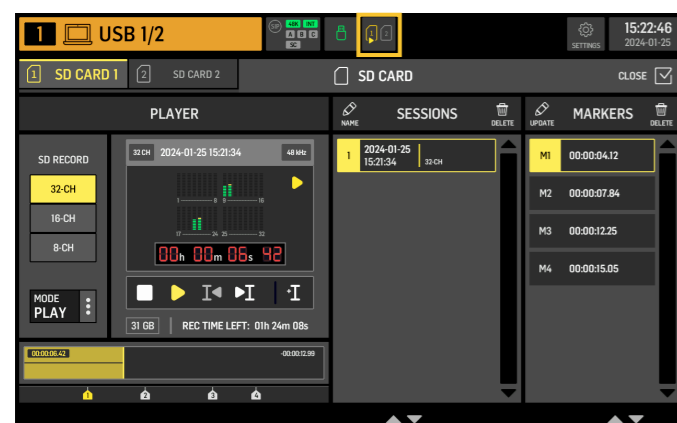 1 USB 1/2
SIP 48K INT
A B C
SC
1 2
SETTINGS
15:22:46
2024-01-25
1 SD CARD 1
2 SD CARD 2
SD CARD
CLOSE
PLAYER
NAME
SESSIONS
DELETE
UPDATE
MARKERS
DELETE
SD RECORD
32-CH
16-CH
8-CH
MODE
PLAY
32 CH 2024-01-25 15:21:34 48 kHz
1 8 9 16
17 24 25 32
00h 00m 06s 42
31 GB REC TIME LEFT: 01h 24m 08s
00:00:06.42 -00:00:12.99
1 2 3 4
1 2024-01-25
15:21:34 32-CH
M1 00:00:04.12
M2 00:00:07.84
M3 00:00:12.25
M4 00:00:15.05